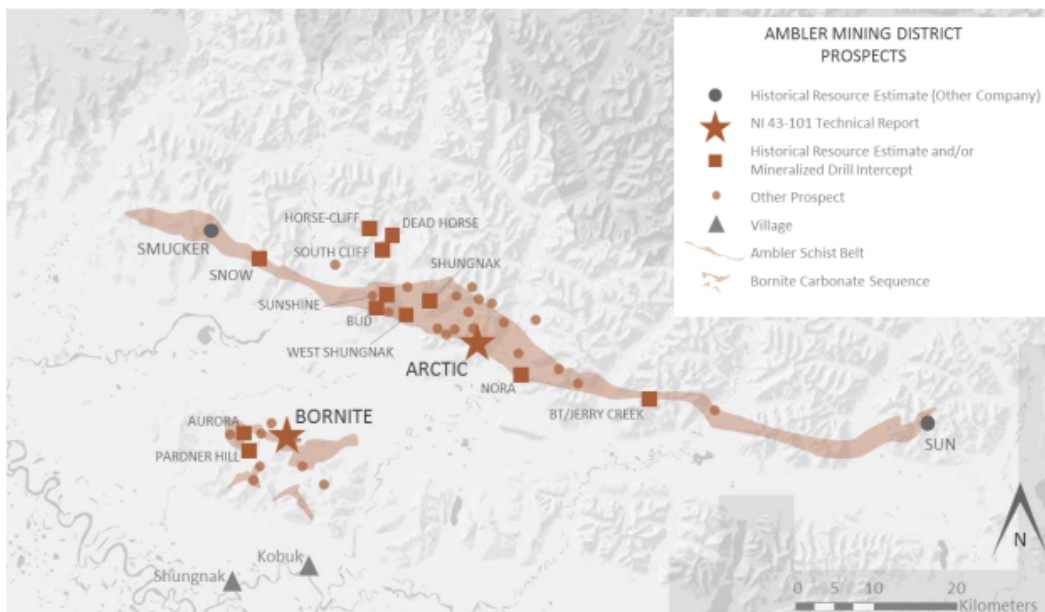 AMBLER MINING DISTRICT
PROSPECTS
Historical Resource Estimate (Other Company)
NI 43-101 Technical Report
Historical Resource Estimate and/or
Mineralized Drill Intercept
Other Prospect
Village
Ambler Schist Belt
Bornite Carbonate Sequence
HORSE-CLIFF
DEAD HORSE
SMUCKER
SOUTH CLIFF
SHUNGNAK
SNOW
SUNSHINE
BUD
WEST SHUNGNAK
ARCTIC
NORA
AURORA
BORNITE
BT/JERRY CREEK
SUN
PARDNER HILL
Kobuk
Shungnak
N
0 5 10 20
Kilometers